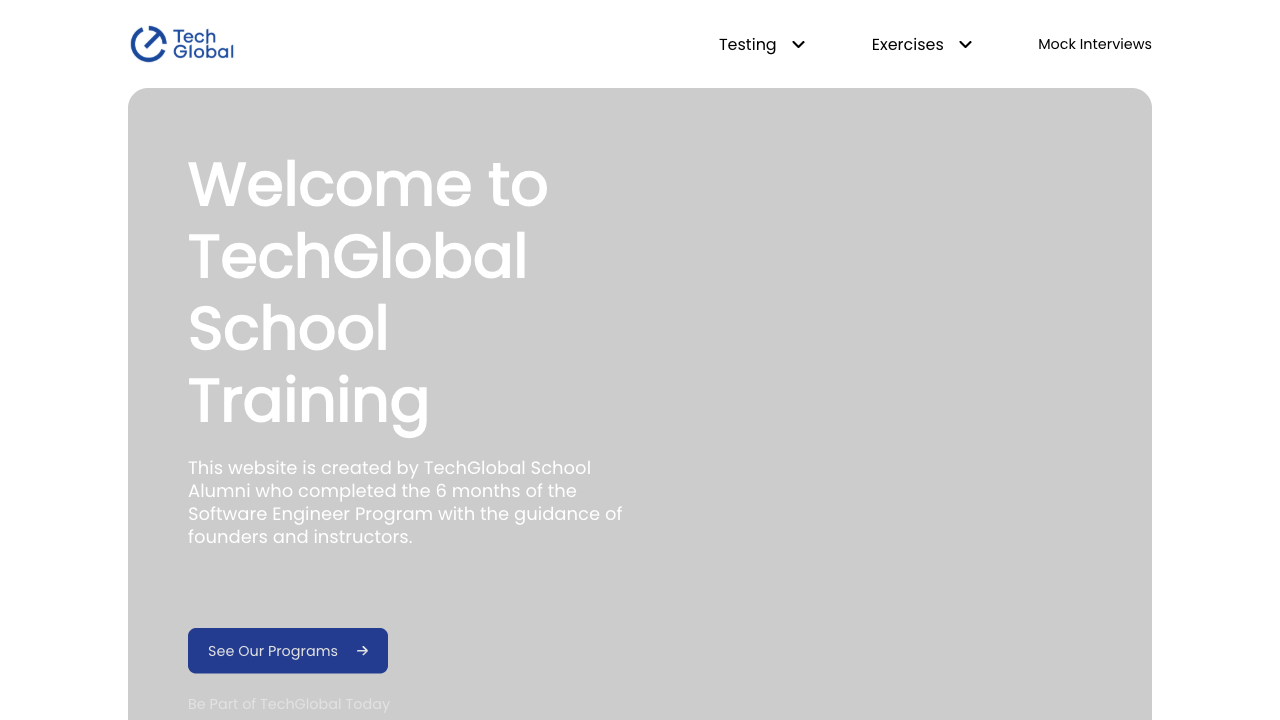 Tech
Global
Testing
Exercises
Mock Interviews
Welcome to
TechGlobal
School
Training
This website is created by TechGlobal School
Alumni who completed the 6 months of the
Software Engineer Program with the guidance of
founders and instructors.
See Our Programs
Be Part of TechGlobal Today